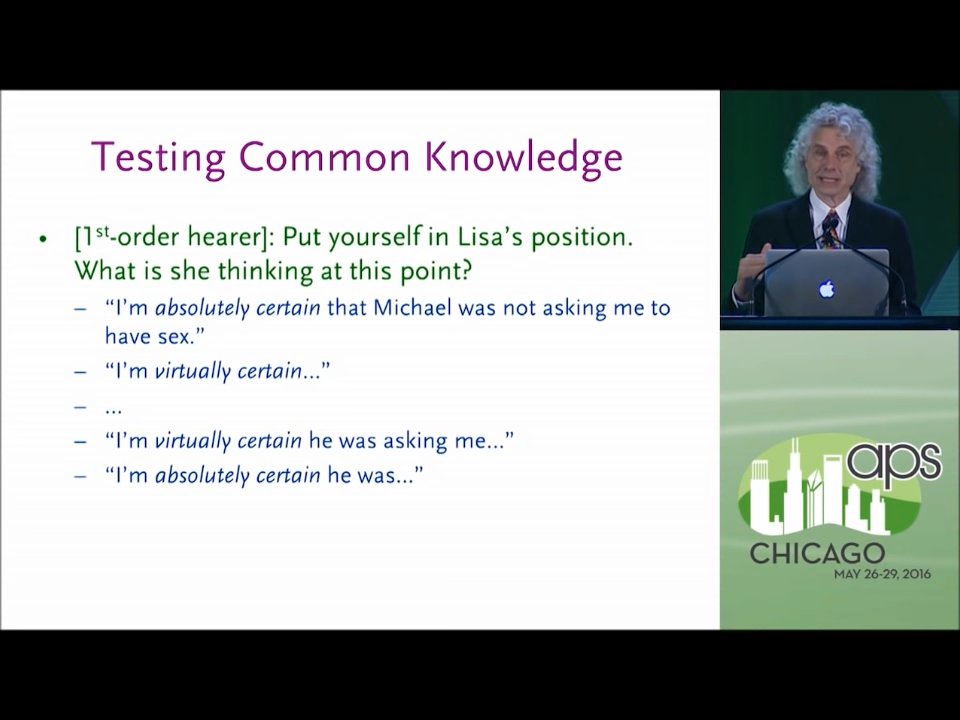 Testing Common Knowledge
• [1st-order hearer]: Put yourself in Lisa's position.
What is she thinking at this point?
– "I'm absolutely certain that Michael was not asking me to
have sex."
– "I'm virtually certain..."
– ...
– "I'm virtually certain he was asking me..."
– "I'm absolutely certain he was..."
aps
CHICAGO
MAY 26-29, 2016